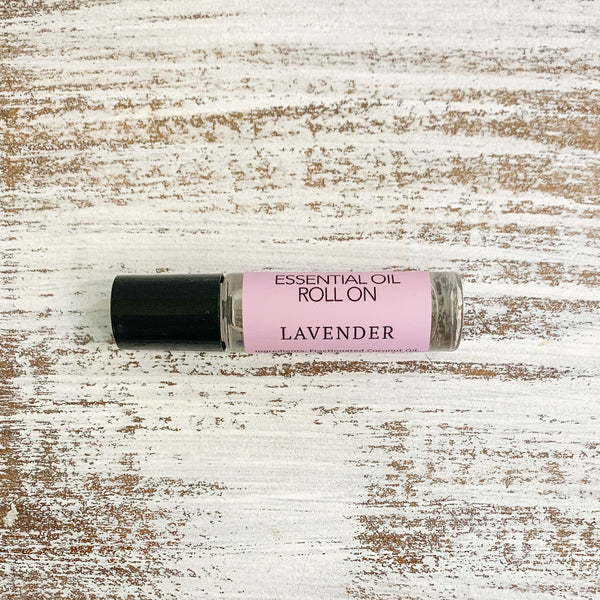 ESSENTIAL OIL
ROLL ON
LAVENDER
Ingredients: Fractionated Coconut Oil,